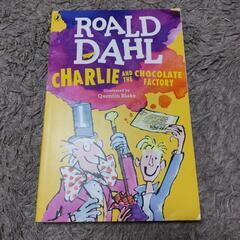 ROALD
DAHL
CHARLIE AND THE CHOCOLATE FACTORY
Illustrated by
Quentin Blake